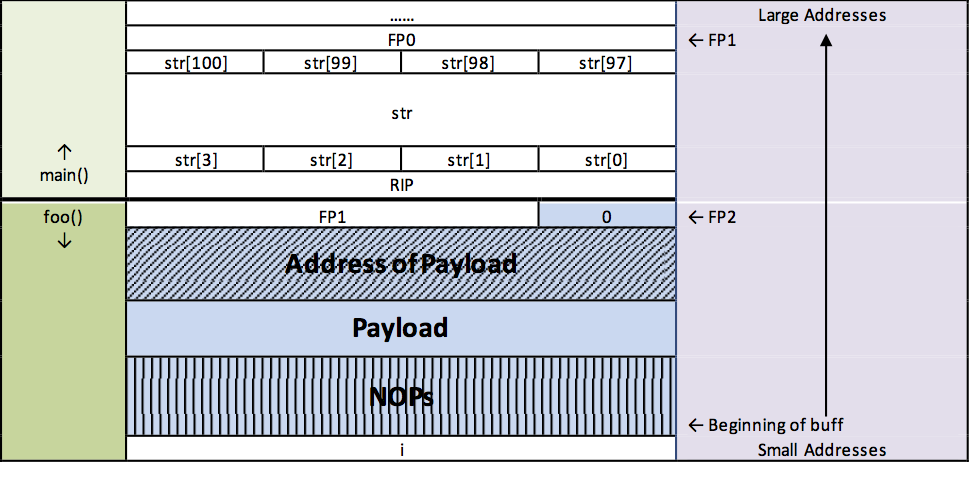 ......
Large Addresses
FP0
← FP1
str[100] str[99] str[98] str[97]
str
↑
main()
str[3] str[2] str[1] str[0]
RIP
foo()
↓
FP1 0
← FP2
Address of Payload
Payload
NOPs
← Beginning of buff
i
Small Addresses